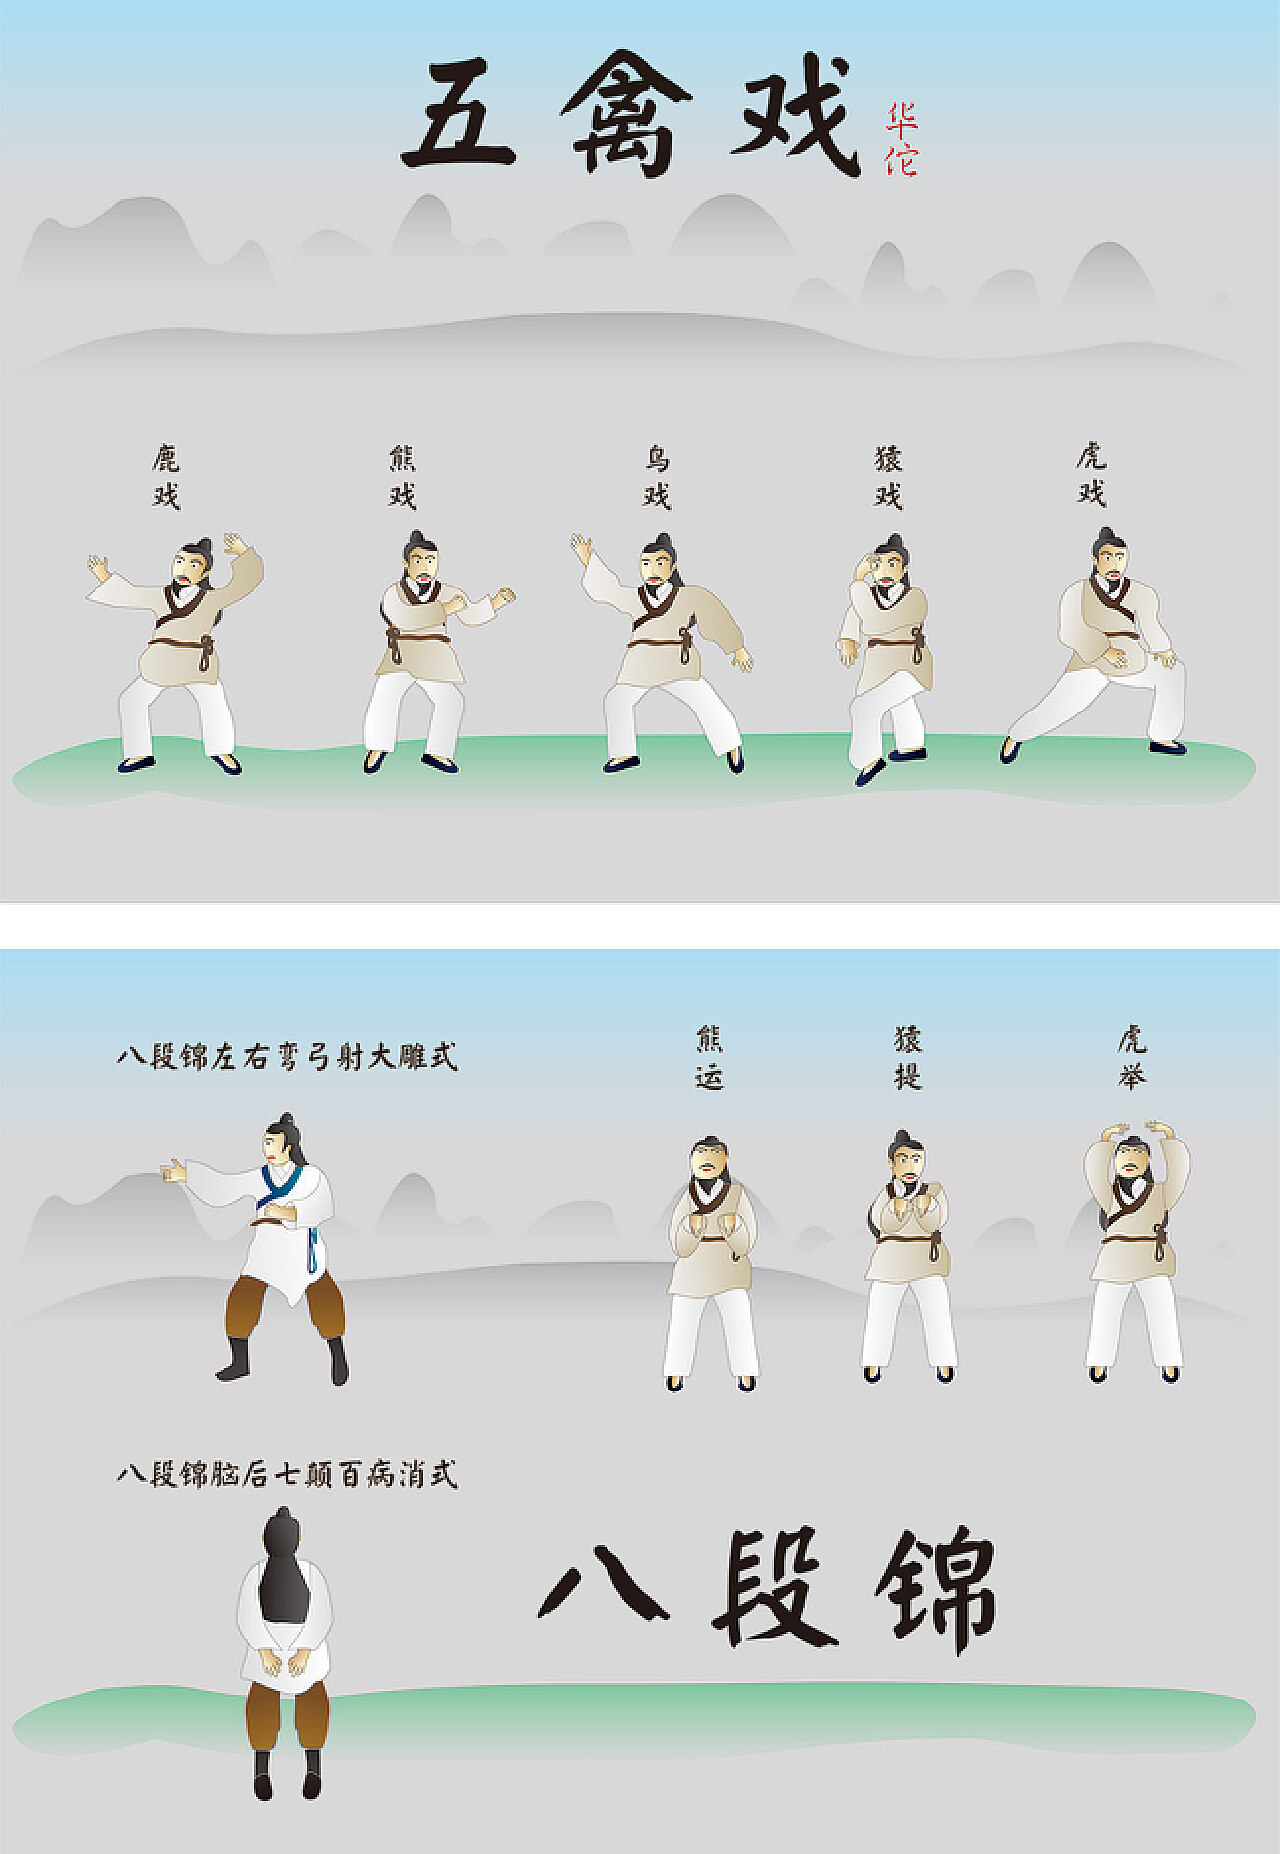 五禽戏
华佗
鹿戏
熊戏
鸟戏
猿戏
虎戏
八段锦左右弯弓射大雕式
熊运
猿提
虎举
八段锦脑后七颠百病消式
八段锦